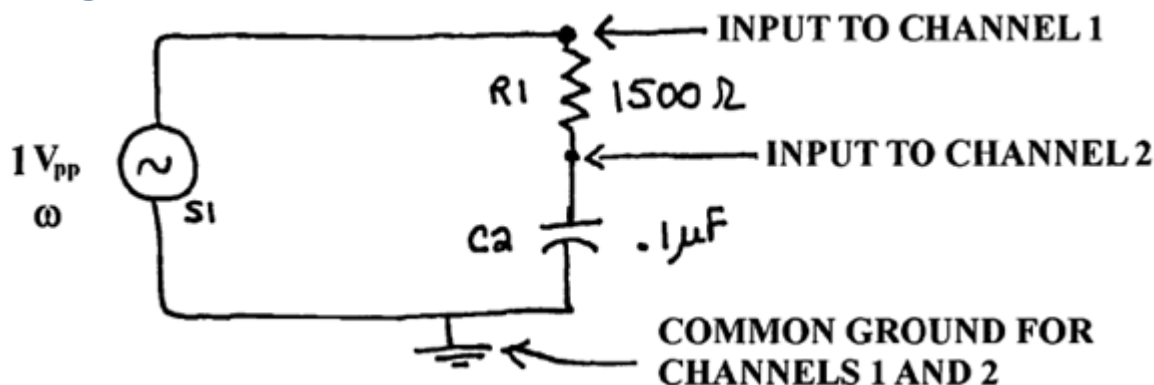 INPUT TO CHANNEL 1
R1 1500 Ω
1 Vpp
ω
S1
INPUT TO CHANNEL 2
C2 .1μF
COMMON GROUND FOR
CHANNELS 1 AND 2